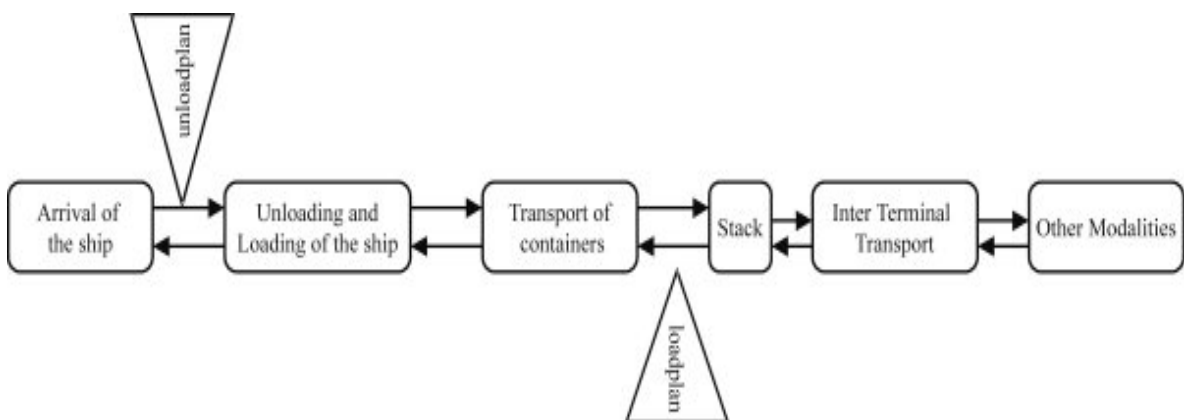 unloadplan
Arrival of
the ship
Unloading and
Loading of the ship
Transport of
containers
Stack
Inter Terminal
Transport
Other Modalities
loadplan